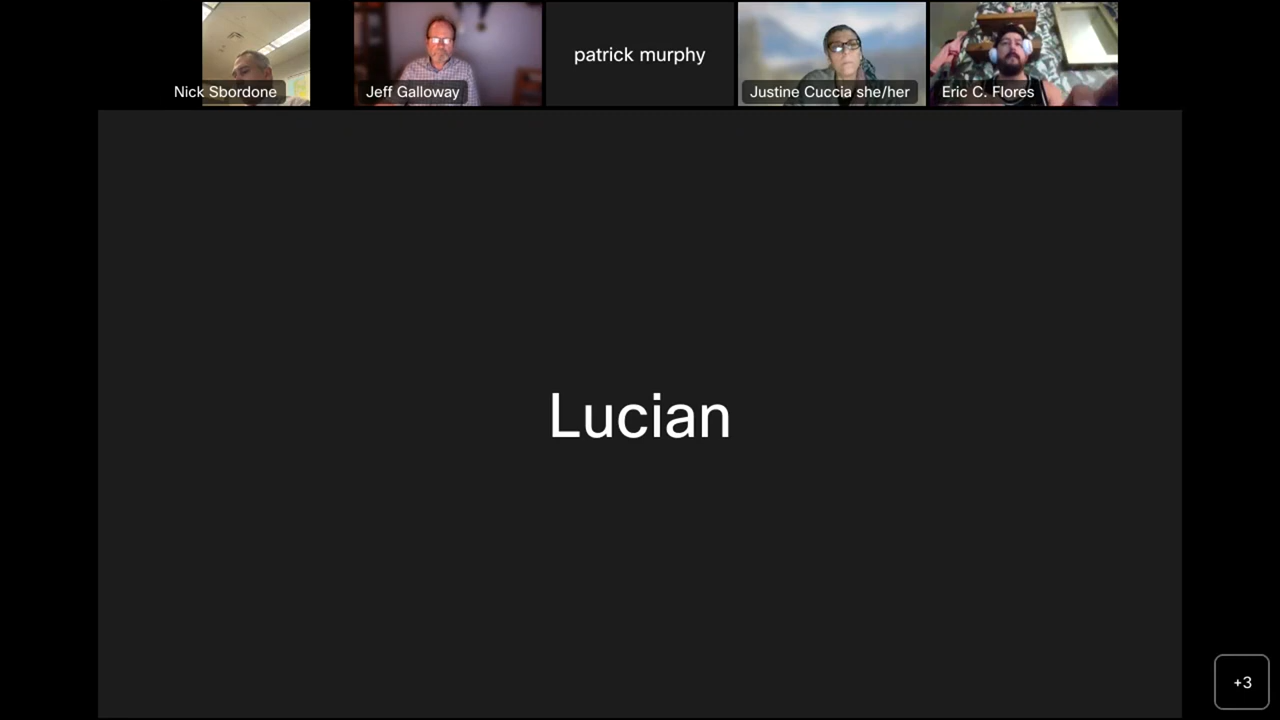 Nick Sbordone
Jeff Galloway
patrick murphy
Justine Cuccia she/her
Eric C. Flores
Lucian
+3